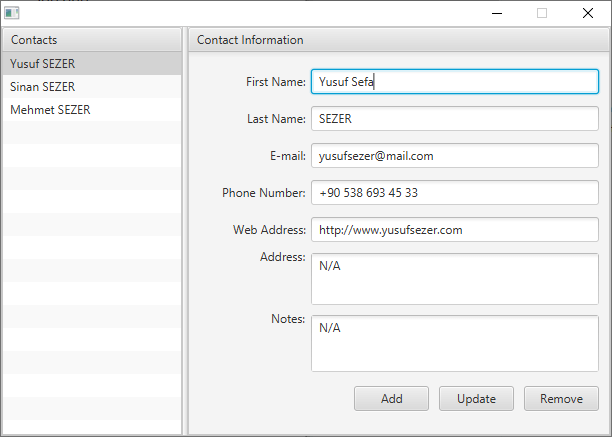 Contacts
Yusuf SEZER
Sinan SEZER
Mehmet SEZER
Contact Information
First Name: Yusuf Sefa
Last Name: SEZER
E-mail: yusufsezer@mail.com
Phone Number: +90 538 693 45 33
Web Address: http://www.yusufsezer.com
Address: N/A
Notes: N/A
Add Update Remove